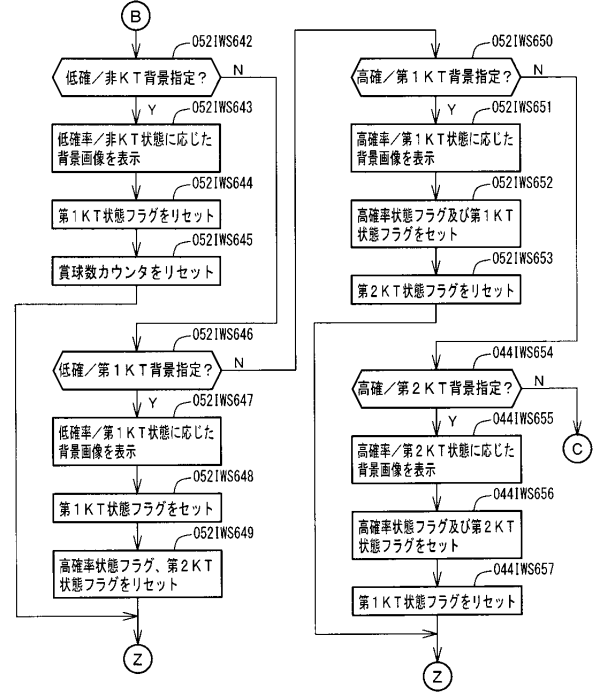 B
052IWS642
低確／非ＫＴ背景指定？
N
Y
052IWS643
低確率／非ＫＴ状態に応じた
背景画像を表示
052IWS644
第１ＫＴ状態フラグをリセット
052IWS645
賞球数カウンタをリセット
052IWS646
低確／第１ＫＴ背景指定？
N
Y
052IWS647
低確率／第１ＫＴ状態に応じた
背景画像を表示
052IWS648
第１ＫＴ状態フラグをセット
052IWS649
高確率状態フラグ、第２ＫＴ
状態フラグをリセット
Z
052IWS650
高確／第１ＫＴ背景指定？
N
Y
052IWS651
高確率／第１ＫＴ状態に応じた
背景画像を表示
052IWS652
高確率状態フラグ及び第１ＫＴ
状態フラグをセット
052IWS653
第２ＫＴ状態フラグをリセット
044IWS654
高確／第２ＫＴ背景指定？
N
Y
C
044IWS655
高確率／第２ＫＴ状態に応じた
背景画像を表示
044IWS656
高確率状態フラグ及び第２ＫＴ
状態フラグをセット
044IWS657
第１ＫＴ状態フラグをリセット
Z